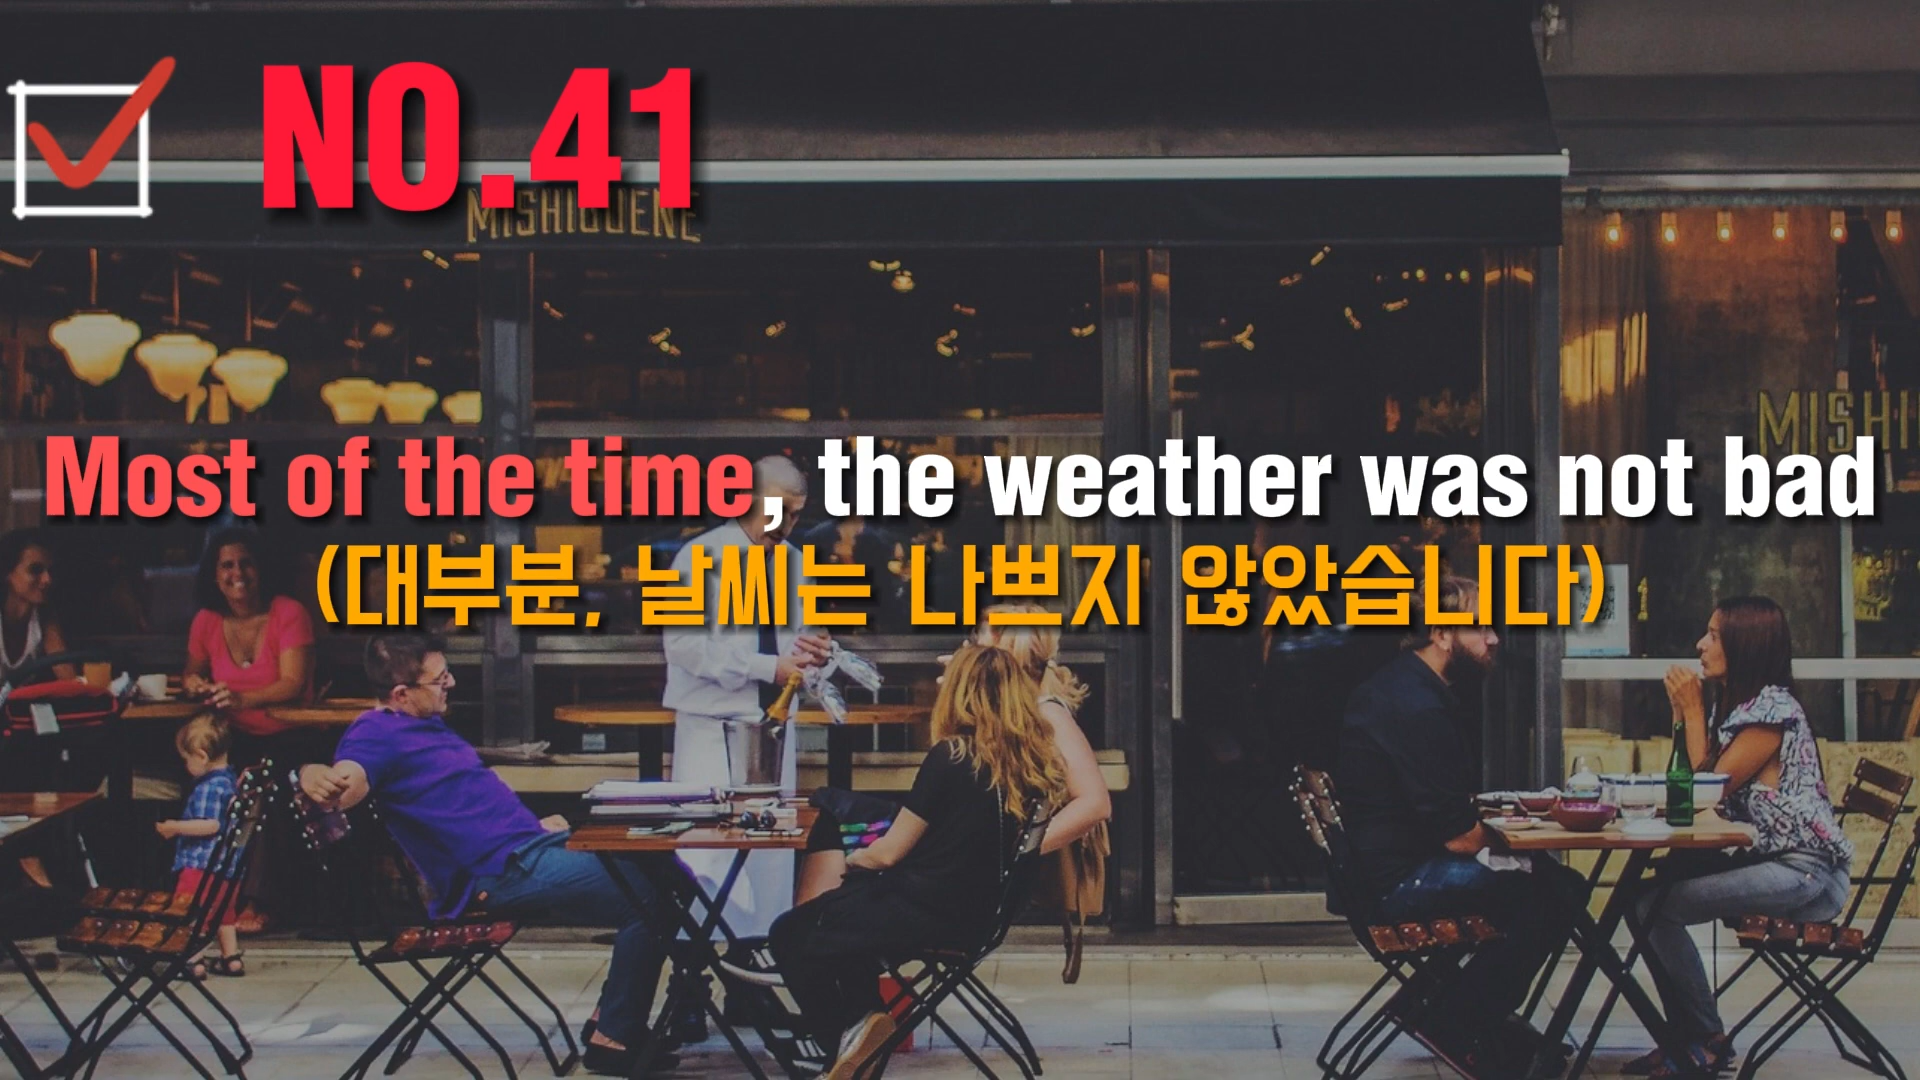 NO.41
MISHIGUENE
MISHI
Most of the time, the weather was not bad
(대부분, 날씨는 나쁘지 않았습니다)